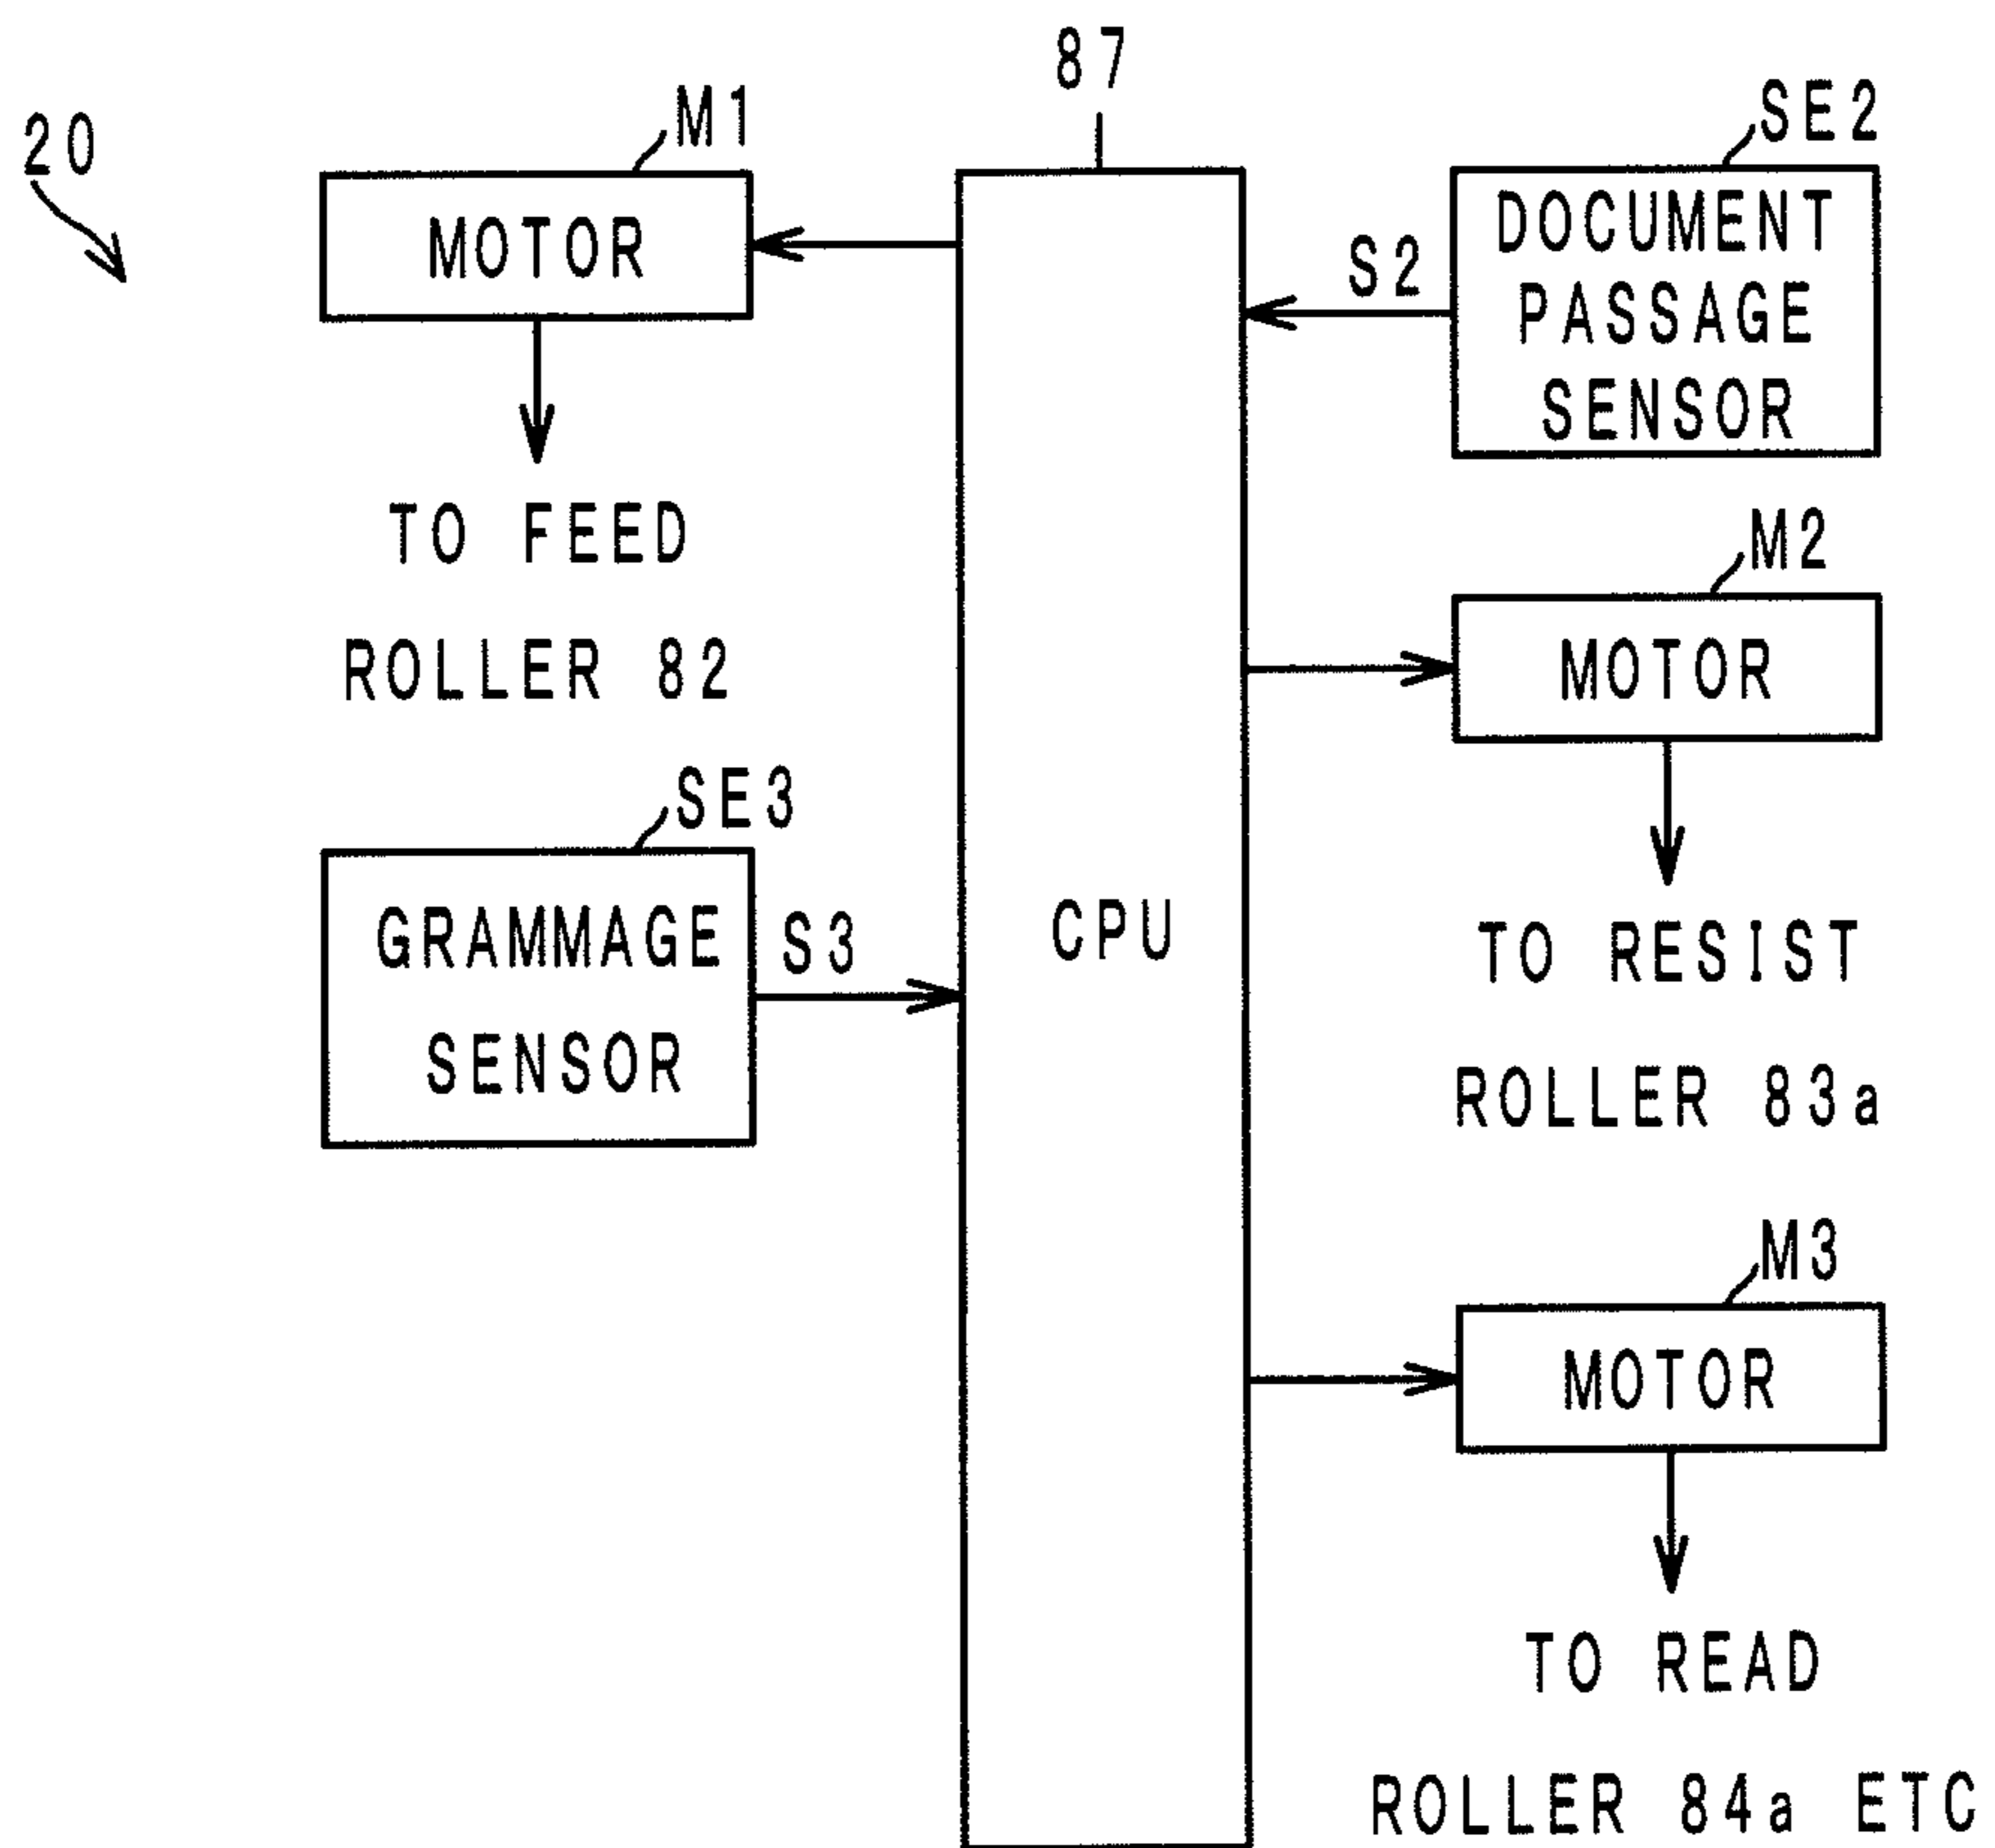 87
20
M1
MOTOR
TO FEED
ROLLER 82
SE3
GRAMMAGE
SENSOR
S3
CPU
SE2
DOCUMENT
PASSAGE
SENSOR
S2
M2
MOTOR
TO RESIST
ROLLER 83a
M3
MOTOR
TO READ
ROLLER 84a ETC